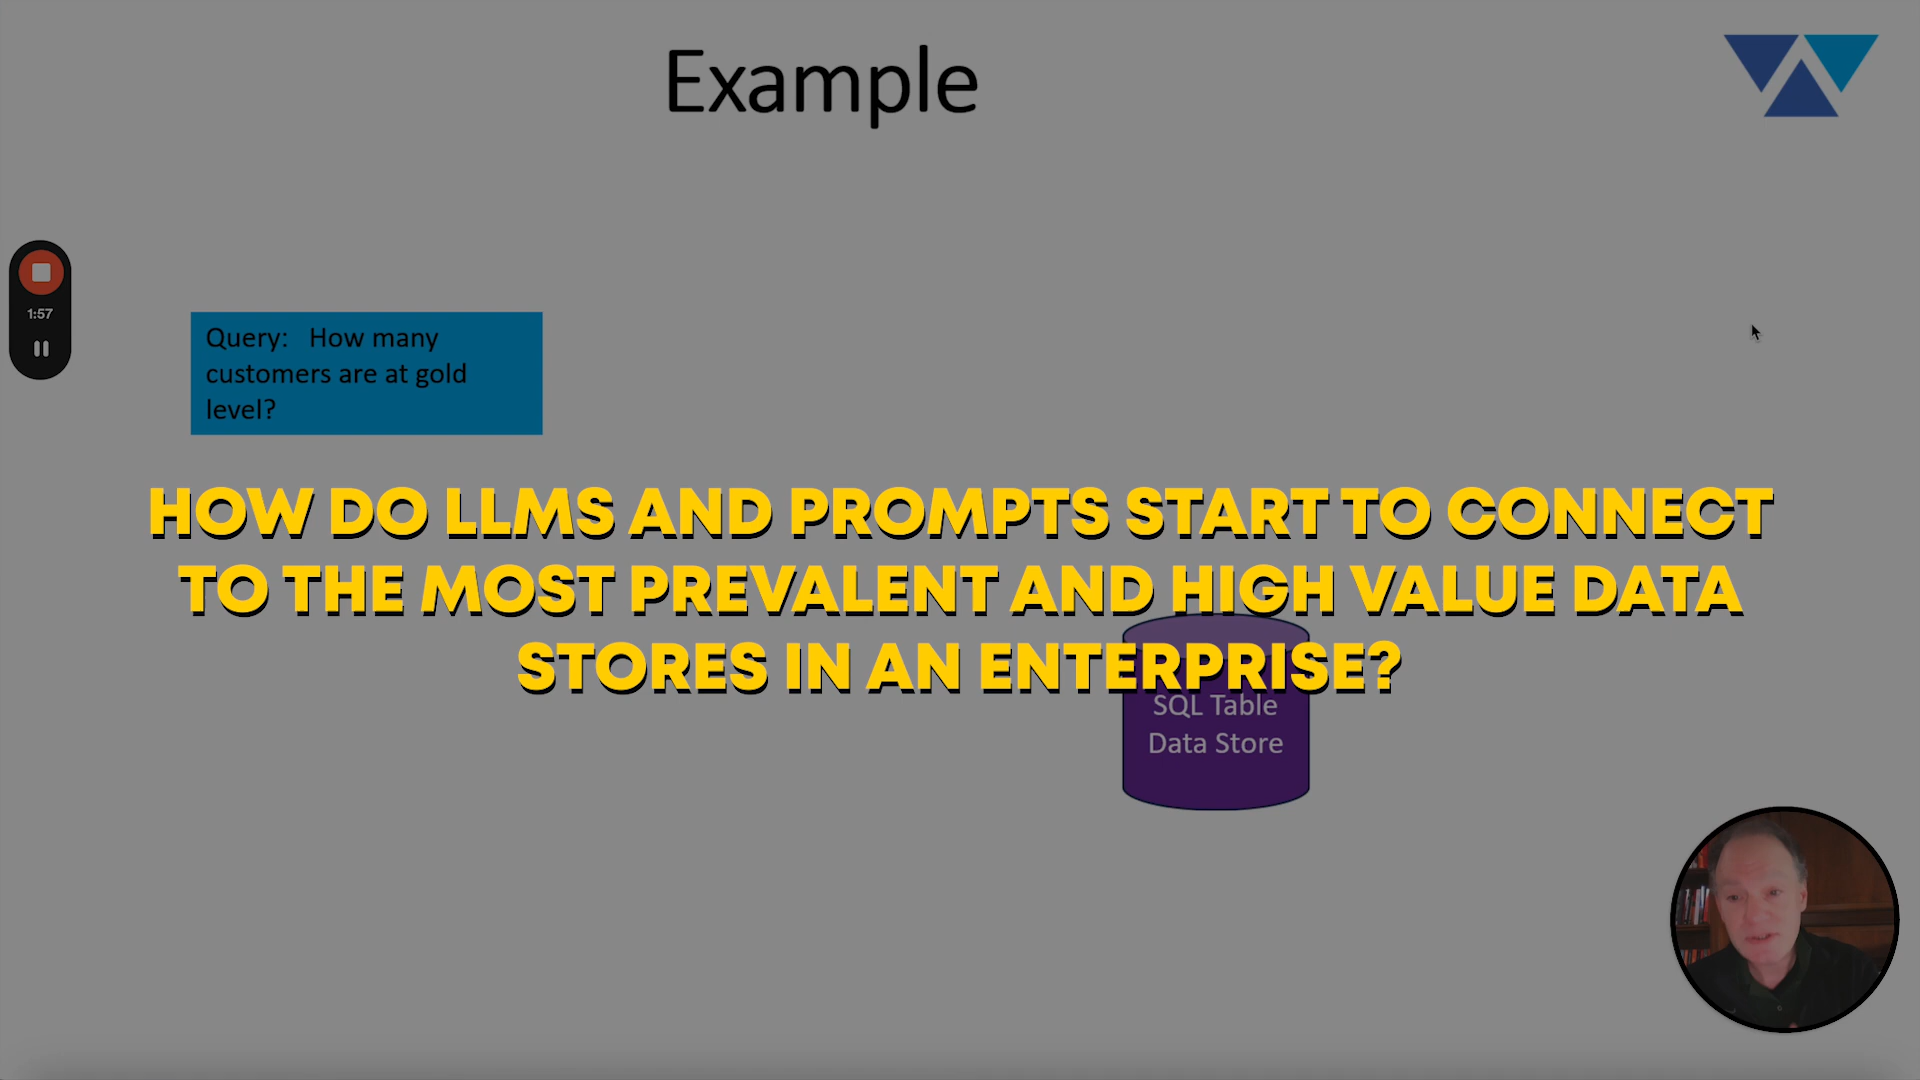 Example
1:57
Query:   How many
customers are at gold
level?
HOW DO LLMS AND PROMPTS START TO CONNECT
TO THE MOST PREVALENT AND HIGH VALUE DATA
STORES IN AN ENTERPRISE?
SQL Table
Data Store